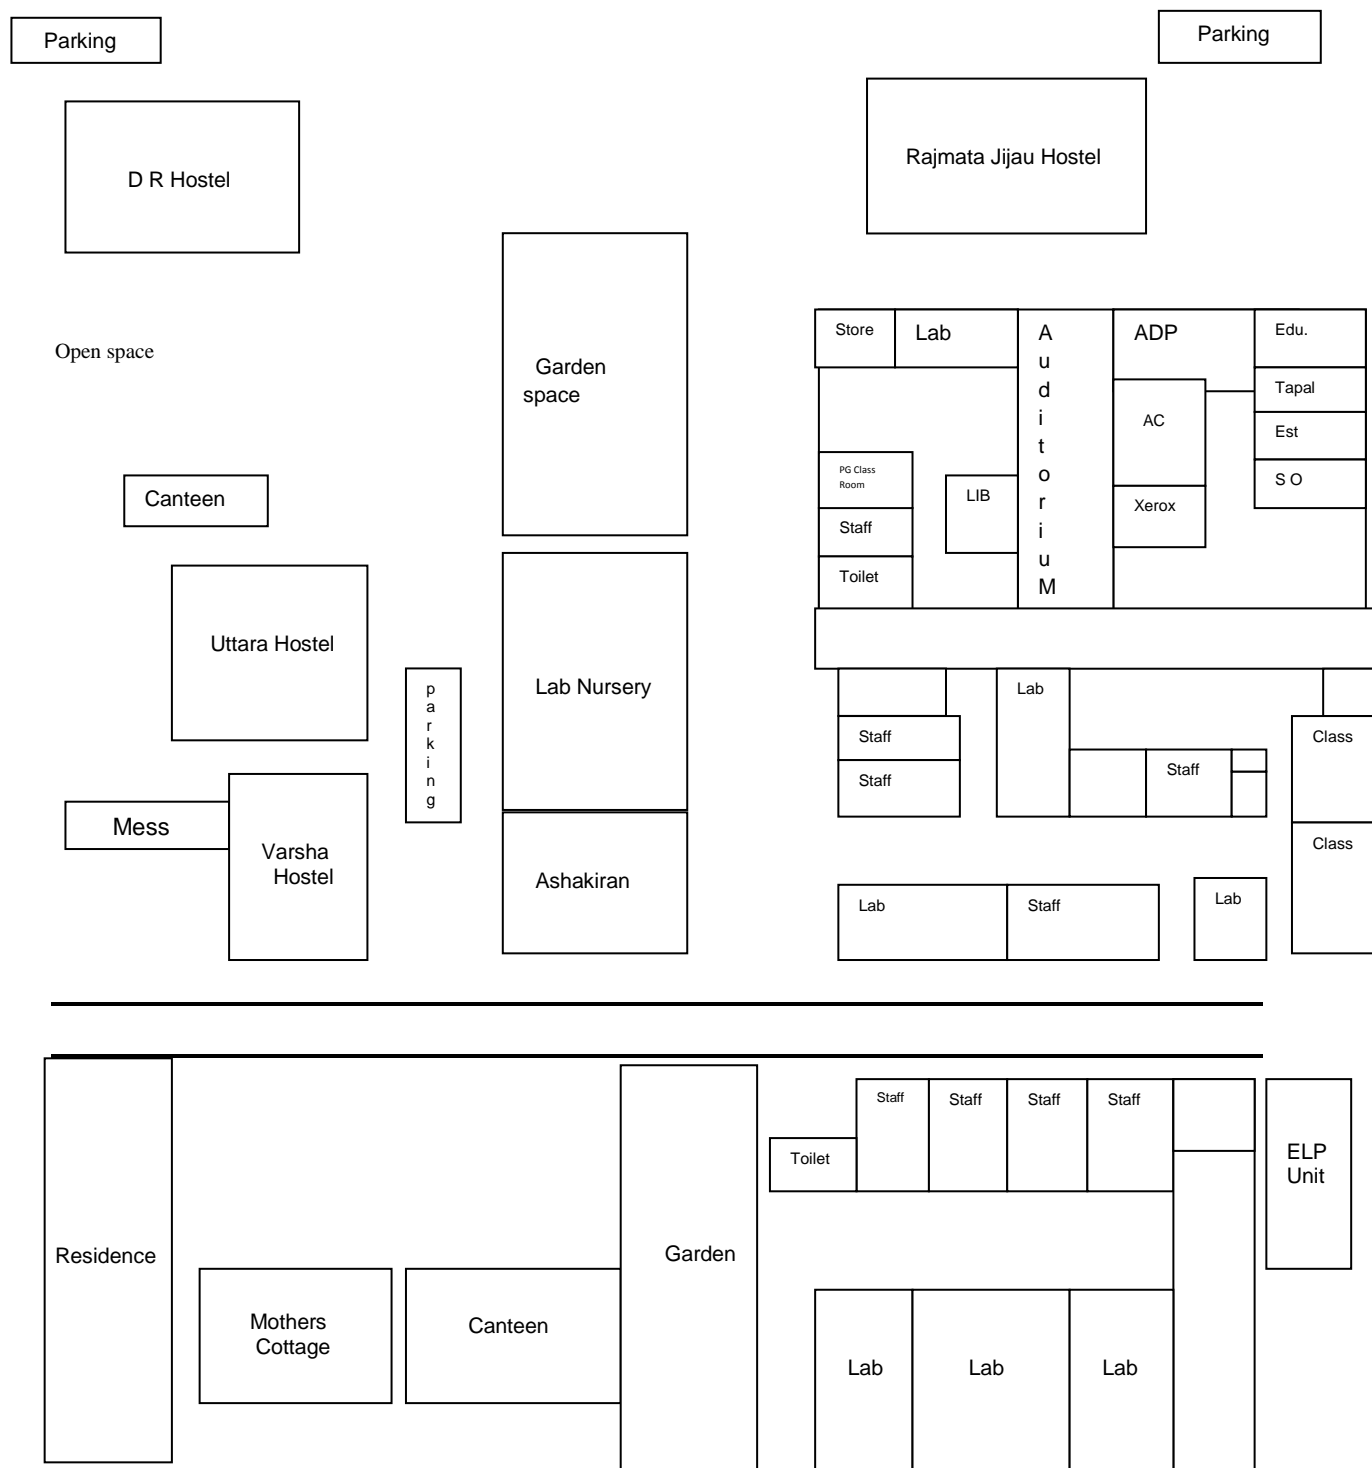 Parking
Parking
D R Hostel
Rajmata Jijau Hostel
Open space
Garden
space
Store
Lab
AuditoriuM
ADP
Edu.
Tapal
AC
Est
S O
PG Class
Room
LIB
Xerox
Staff
Toilet
Canteen
Uttara Hostel
parking
Lab Nursery
Lab
Staff
Staff
Staff
Class
Class
Mess
Varsha
Hostel
Ashakiran
Lab
Staff
Lab
Residence
Mothers
Cottage
Canteen
Garden
Toilet
Staff
Staff
Staff
Staff
ELP
Unit
Lab
Lab
Lab